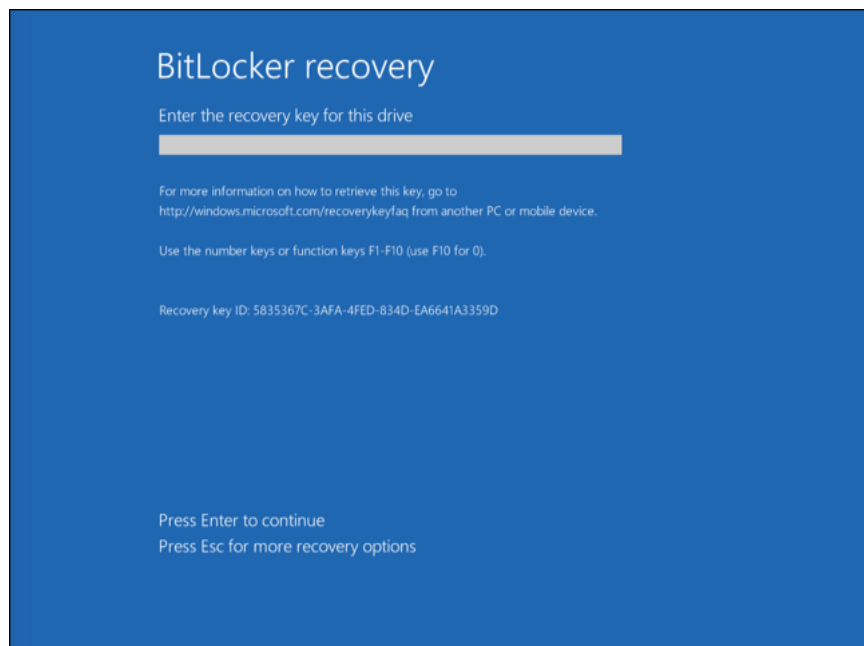 BitLocker recovery
Enter the recovery key for this drive
For more information on how to retrieve this key, go to
http://windows.microsoft.com/recoverykeyfaq from another PC or mobile device.
Use the number keys or function keys F1-F10 (use F10 for 0).
Recovery key ID: 5835367C-3AFA-4FED-834D-EA6641A3359D
Press Enter to continue
Press Esc for more recovery options